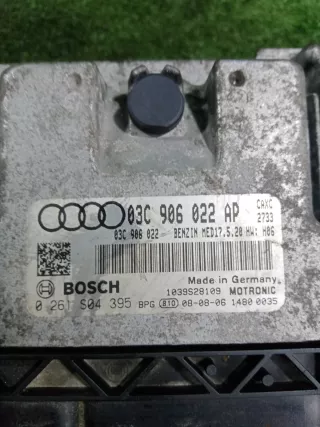 03C 906 022 AP CAXC
2733
03C 906 022 BENZIN MED17.5.20 HW: H06
BOSCH Made in Germany
1039S28109 MOTRONIC
0 261 S04 395 BPG 810 08-08-06 1480 0035